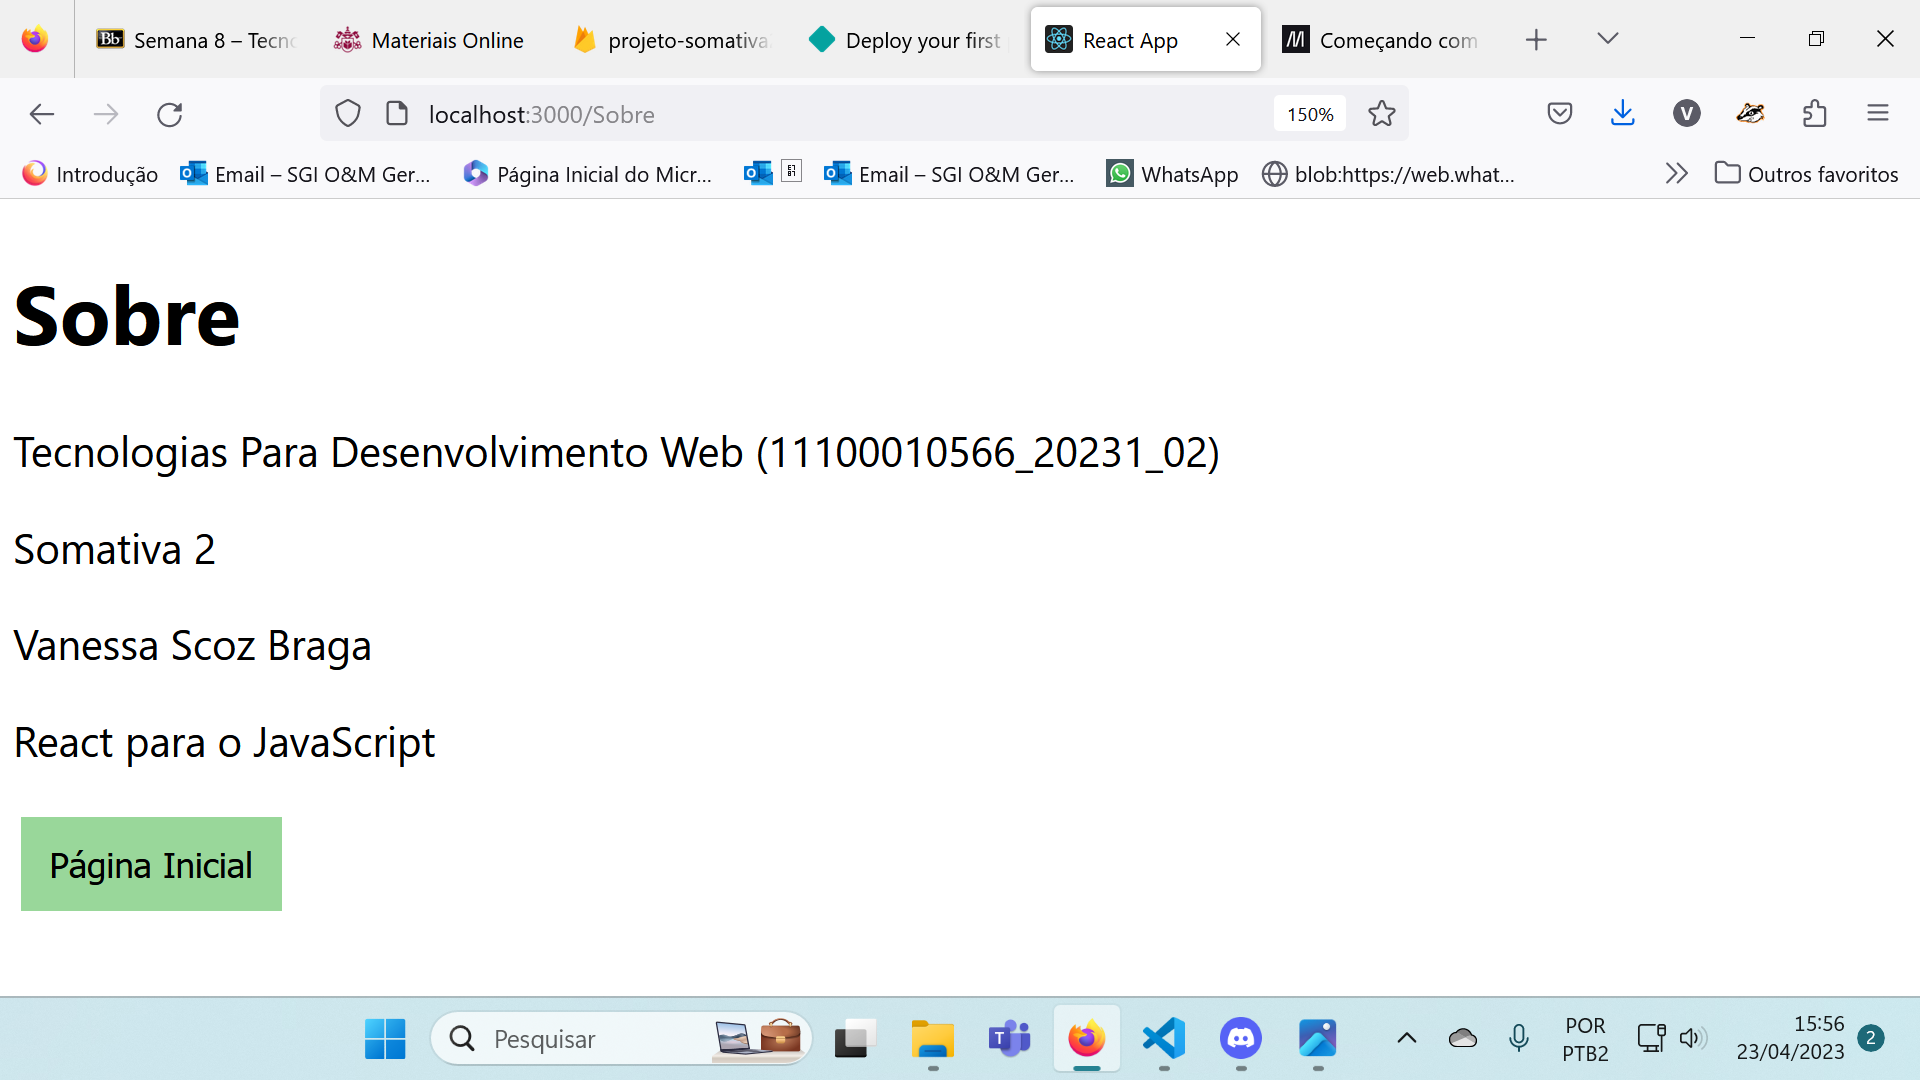 Semana 8 – Tecno
Materiais Online
projeto-somativa
Deploy your first
React App
Começando com
localhost:3000/Sobre
150%
V
Introdução
Email – SGI O&M Ger...
Página Inicial do Micr...
Email – SGI O&M Ger...
WhatsApp
blob:https://web.what...
Outros favoritos
Sobre
Tecnologias Para Desenvolvimento Web (11100010566_20231_02)
Somativa 2
Vanessa Scoz Braga
React para o JavaScript
Página Inicial
Pesquisar
POR
PTB2
15:56
23/04/2023
2